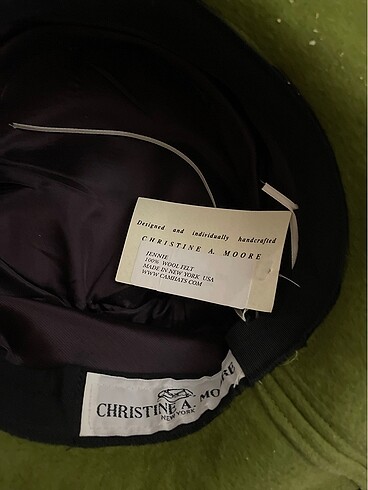 Designed and individually handcrafted
CHRISTINE A. MOORE
JENNIE
100% WOOL FELT
MADE IN NEW YORK USA
WWW.CAMHATS.COM
CHRISTINE A. MOORE
NEW YORK